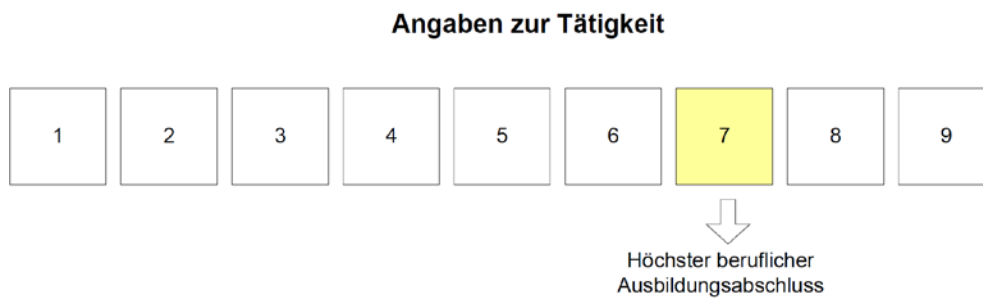 Angaben zur Tätigkeit
1 2 3 4 5 6 7 8 9
Höchster beruflicher
Ausbildungsabschluss